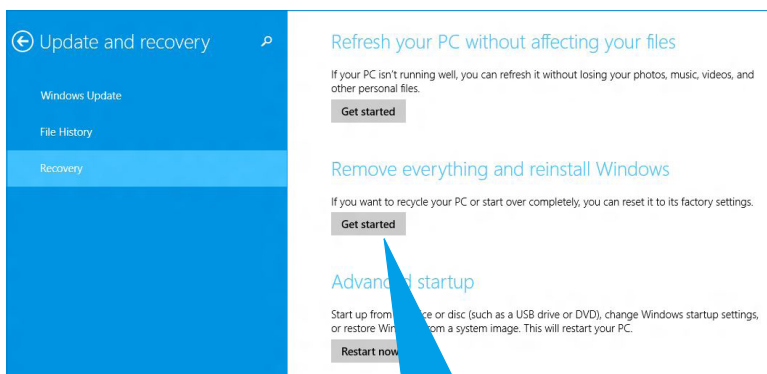 Update and recovery
Windows Update
File History
Recovery
Refresh your PC without affecting your files
If your PC isn't running well, you can refresh it without losing your photos, music, videos, and
other personal files.
Get started
Remove everything and reinstall Windows
If you want to recycle your PC or start over completely, you can reset it to its factory settings.
Get started
startup
Start up from or disc (such as a USB drive or DVD), change Windows startup settings,
or restore from a system image. This will restart your PC.
Restart now